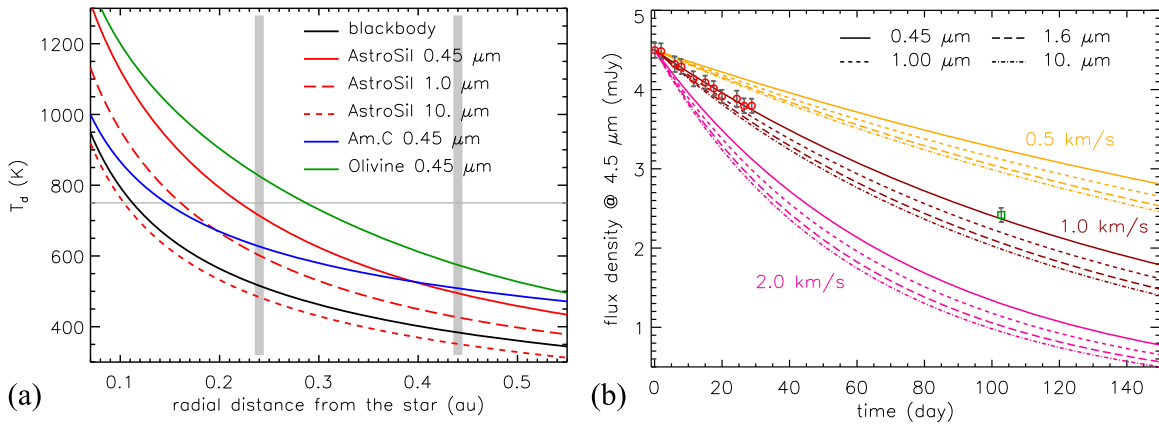 blackbody
AstroSil 0.45 μm
AstroSil 1.0 μm
AstroSil 10. μm
Am.C 0.45 μm
Olivine 0.45 μm
1200
1000
800
600
400
T_d (K)
0.1 0.2 0.3 0.4 0.5
radial distance from the star (au)
(a)
0.45 μm 1.6 μm
1.00 μm 10. μm
5
4
3
2
1
flux density @ 4.5 μm (mJy)
0.5 km/s
1.0 km/s
2.0 km/s
0 20 40 60 80 100 120 140
time (day)
(b)